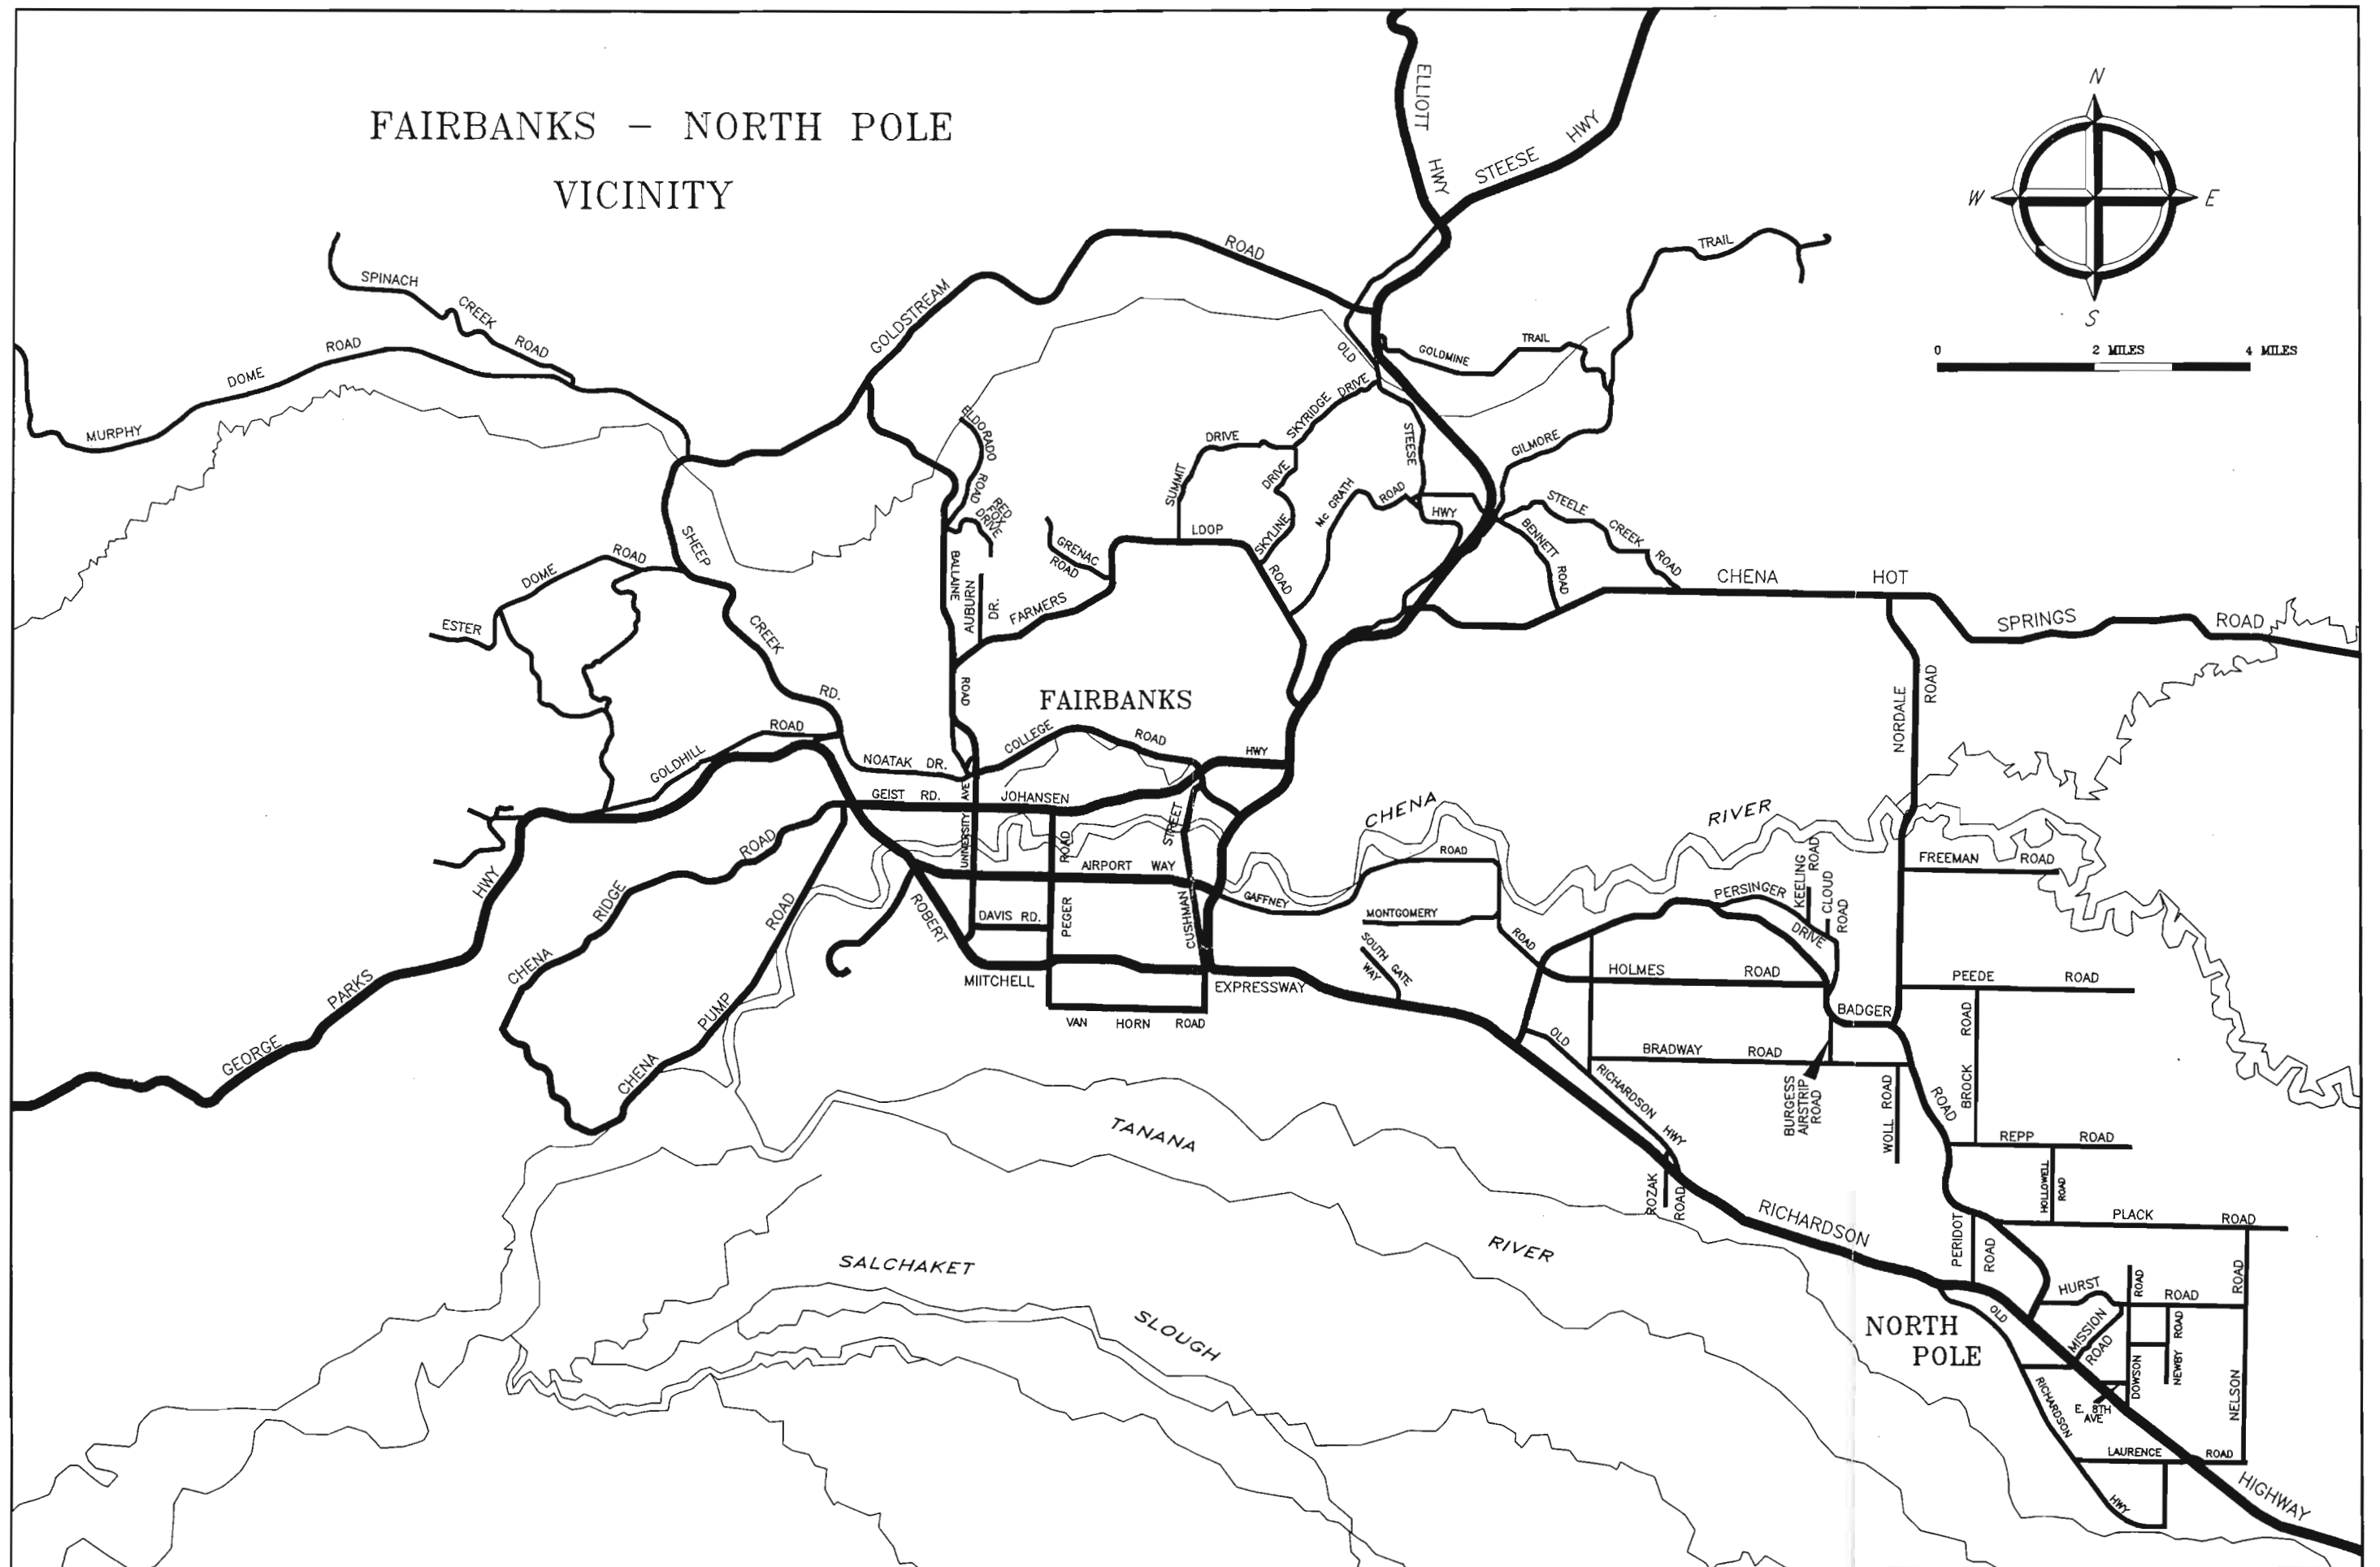 FAIRBANKS – NORTH POLE
VICINITY
N
W E
S
0 2 MILES 4 MILES
ELLIOTT
HWY
STEESE HWY
SPINACH
CREEK
ROAD
MURPHY DOME ROAD
GOLDSTREAM ROAD
TRAIL
GOLDMINE TRAIL
OLD
STEESE
HWY
SKYRIDGE DRIVE
SUMMIT DRIVE
SKYLINE DRIVE
Mc GRATH ROAD
GILMORE
STEELE
CREEK
ROAD
BENNETT
ROAD
ELDORADO
ROAD
RED
FOX
DRIVE
BALLAINE
ROAD
AUBURN
DR.
GRENAC
ROAD
FARMERS
LOOP
ROAD
SHEEP
CREEK
RD.
ESTER
DOME
ROAD
CHENA HOT
SPRINGS ROAD
NORDALE
ROAD
FAIRBANKS
GOLDHILL ROAD
NOATAK DR.
COLLEGE ROAD
HWY
GEIST RD.
JOHANSEN
UNIVERSITY AVE
STREET
CUSHMAN
PEGER
ROAD
AIRPORT WAY
GAFFNEY
ROAD
DAVIS RD.
ROBERT
MIITCHELL
EXPRESSWAY
VAN HORN ROAD
GEORGE
PARKS
HWY
CHENA
RIDGE
ROAD
CHENA
PUMP
ROAD
CHENA
RIVER
MONTGOMERY
ROAD
SOUTH GATE
WAY
PERSINGER
DRIVE
KEELING
ROAD
CLOUD
ROAD
FREEMAN ROAD
HOLMES ROAD
PEEDE ROAD
BADGER
ROAD
BRADWAY ROAD
BURGESS
AIRSTRIP
ROAD
WOLL ROAD
BROCK ROAD
REPP ROAD
HOLLOWELL
ROAD
OLD
RICHARDSON
HWY
ROZAK
ROAD
PLACK ROAD
PERIDOT
ROAD
RICHARDSON
HIGHWAY
TANANA
RIVER
SALCHAKET
SLOUGH
NORTH
POLE
HURST ROAD
MISSION
ROAD
DOWSON
ROAD
NEWBY ROAD
NELSON
ROAD
E. 8TH
AVE
OLD
RICHARDSON
HWY
LAURENCE ROAD